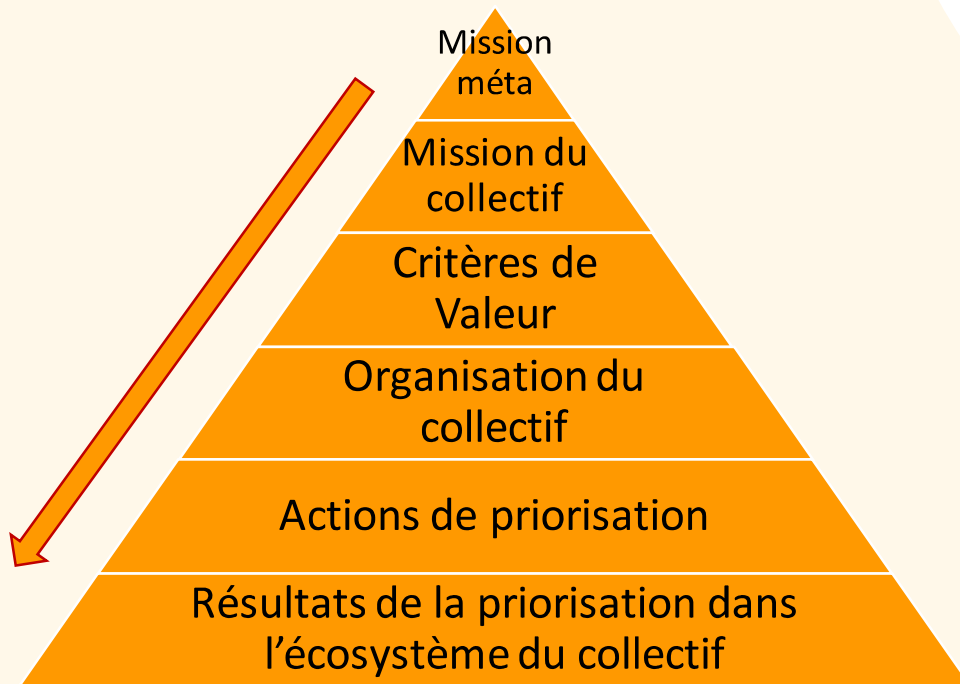 Mission
méta
Mission du
collectif
Critères de
Valeur
Organisation du
collectif
Actions de priorisation
Résultats de la priorisation dans
l’écosystème du collectif